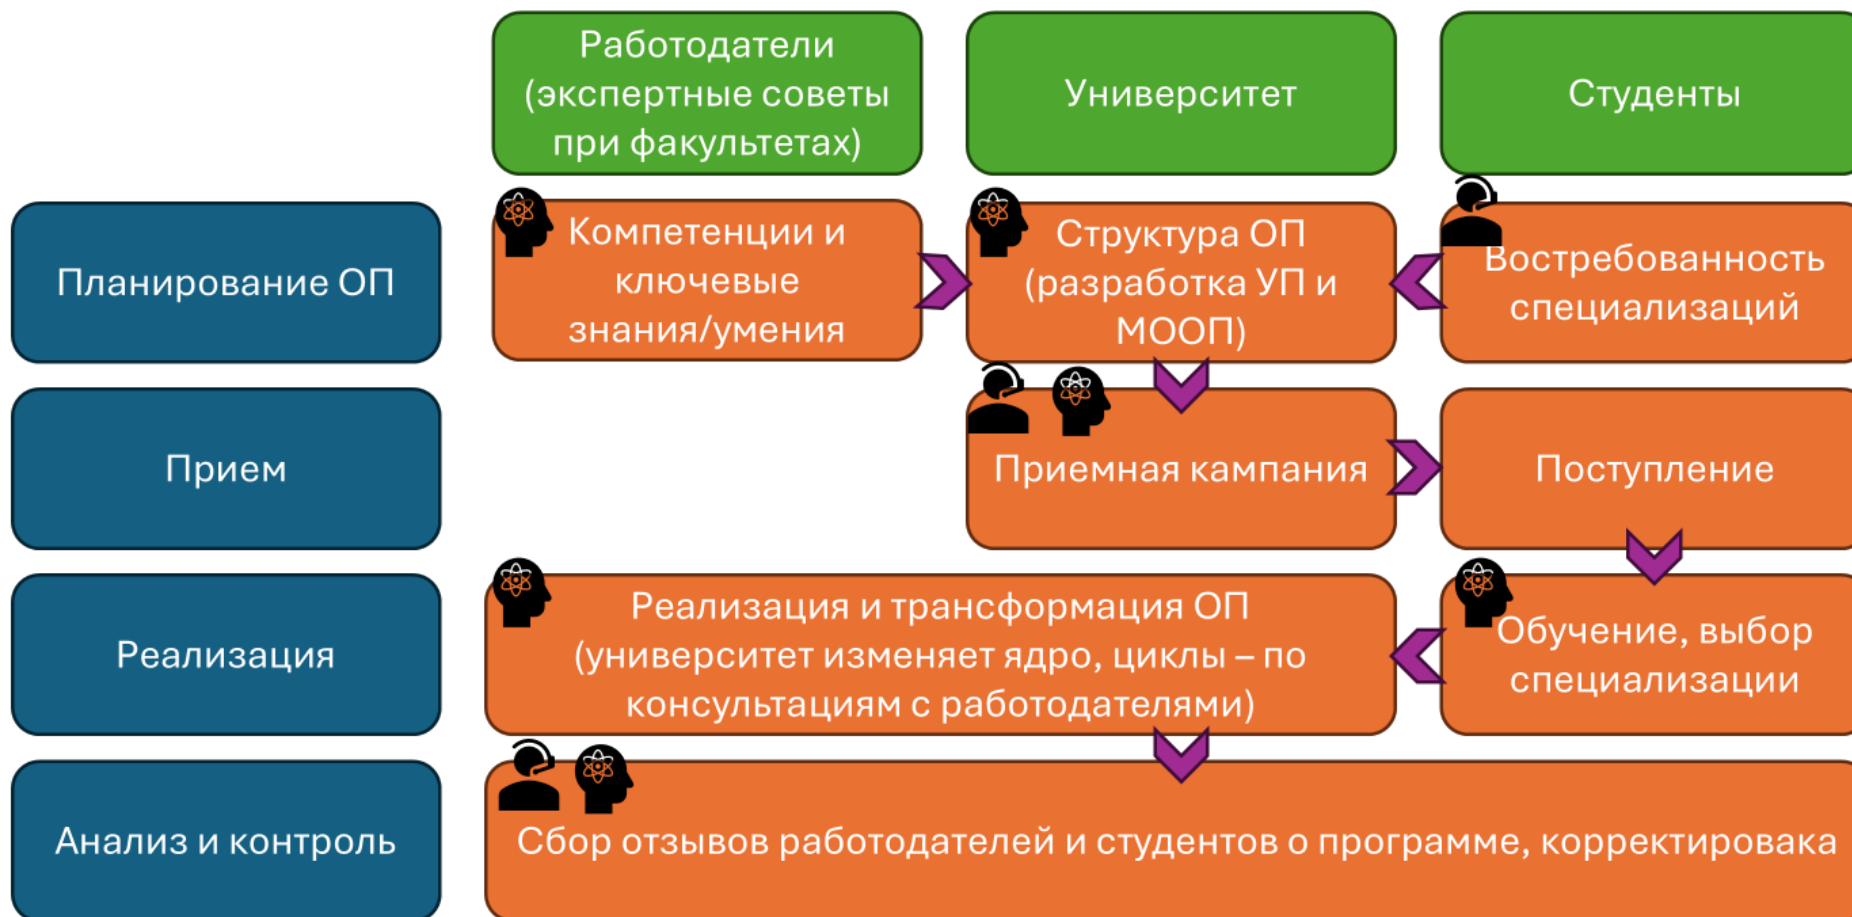 Работодатели
(экспертные советы
при факультетах)
Университет
Студенты
Планирование ОП
Компетенции и
ключевые
знания/умения
Структура ОП
(разработка УП и
МООП)
Востребованность
специализаций
Прием
Приемная кампания
Поступление
Реализация
Реализация и трансформация ОП
(университет изменяет ядро, циклы – по
консультациям с работодателями)
Обучение, выбор
специализации
Анализ и контроль
Сбор отзывов работодателей и студентов о программе, корректировака